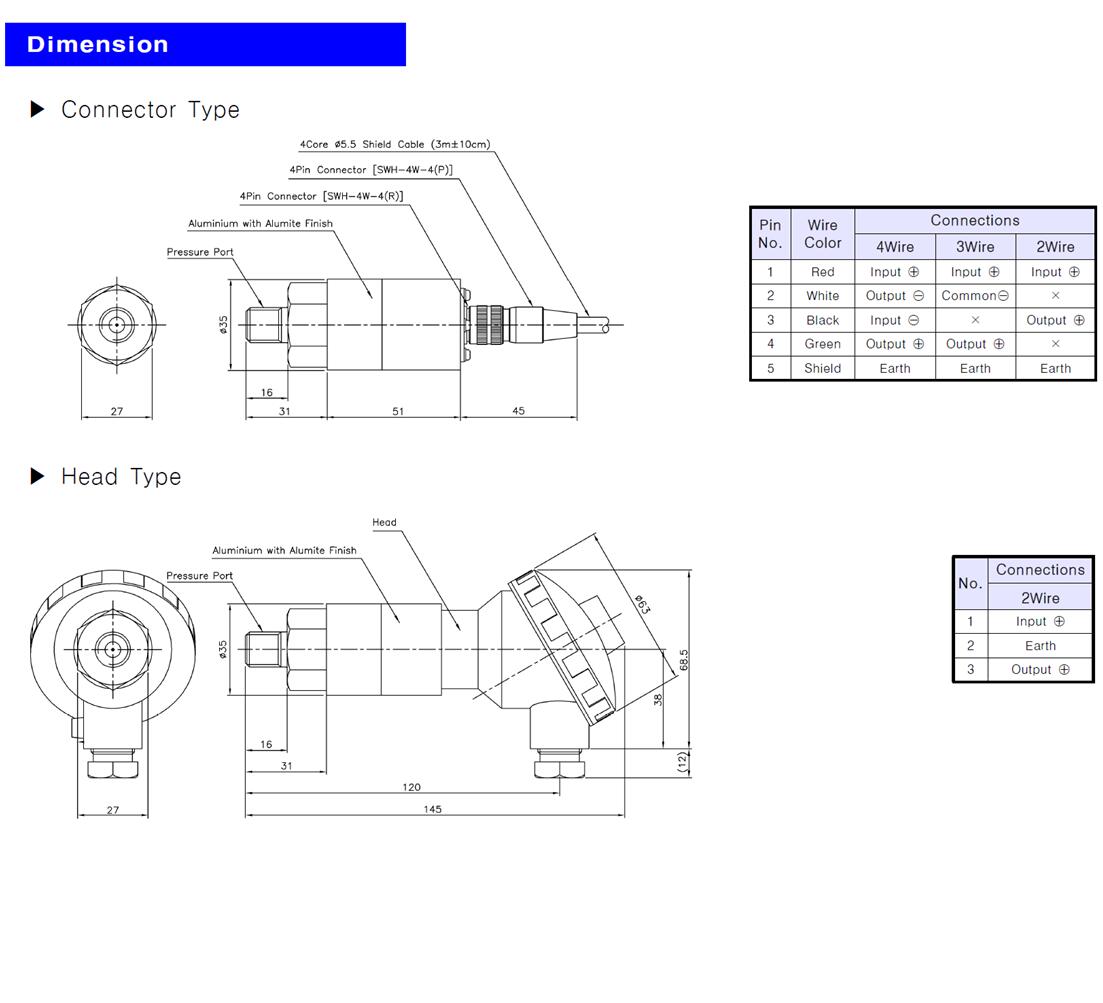 Dimension
▶ Connector Type
4Core Ø5.5 Shield Cable (3m±10cm)
4Pin Connector [SWH-4W-4(P)]
4Pin Connector [SWH-4W-4(R)]
Aluminium with Alumite Finish
Pressure Port
ø35
16
27
31
51
45
Pin No. Wire Color Connections
4Wire 3Wire 2Wire
1 Red Input ⊕ Input ⊕ Input ⊕
2 White Output ⊖ Common⊖ ×
3 Black Input ⊖ × Output ⊕
4 Green Output ⊕ Output ⊕ ×
5 Shield Earth Earth Earth
▶ Head Type
Head
Aluminium with Alumite Finish
Pressure Port
ø63
ø35
68.5
38
16
(12)
31
120
27
145
No. Connections
2Wire
1 Input ⊕
2 Earth
3 Output ⊕